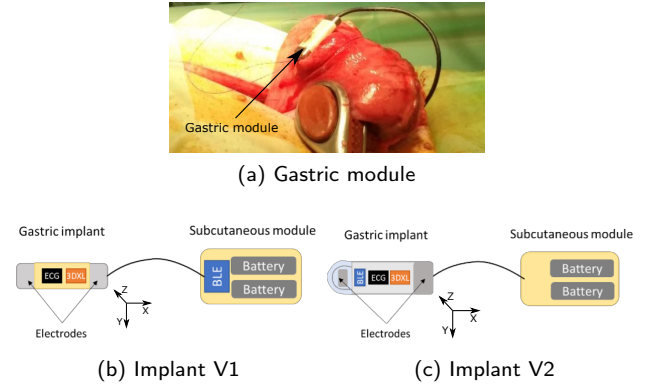 Gastric module
(a) Gastric module
Gastric implant
Subcutaneous module
ECG
3DXL
BLE
Battery
Battery
Electrodes
Z
X
Y
(b) Implant V1
Gastric implant
Subcutaneous module
BLE
ECG
3DXL
Battery
Battery
Electrodes
Z
X
Y
(c) Implant V2